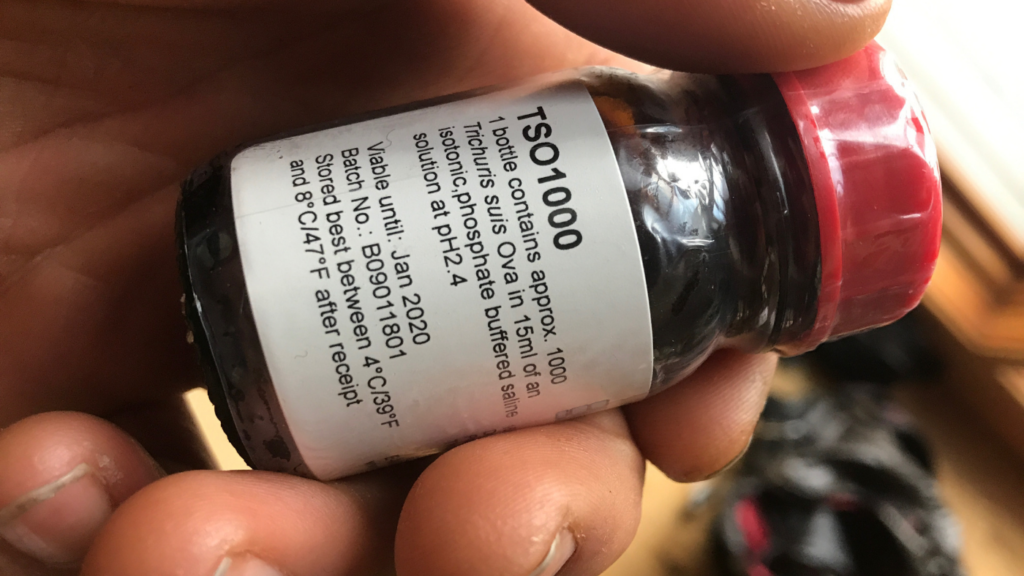 TSO1000
1 bottle contains approx. 1000
Trichuris suis Ova in 15ml of an
isotonic,phosphate buffered saline
solution at pH2.4
Viable until: Jan 2020
Batch No.: B09011801
Stored best between 4°C/39°F
and 8°C/47°F after receipt